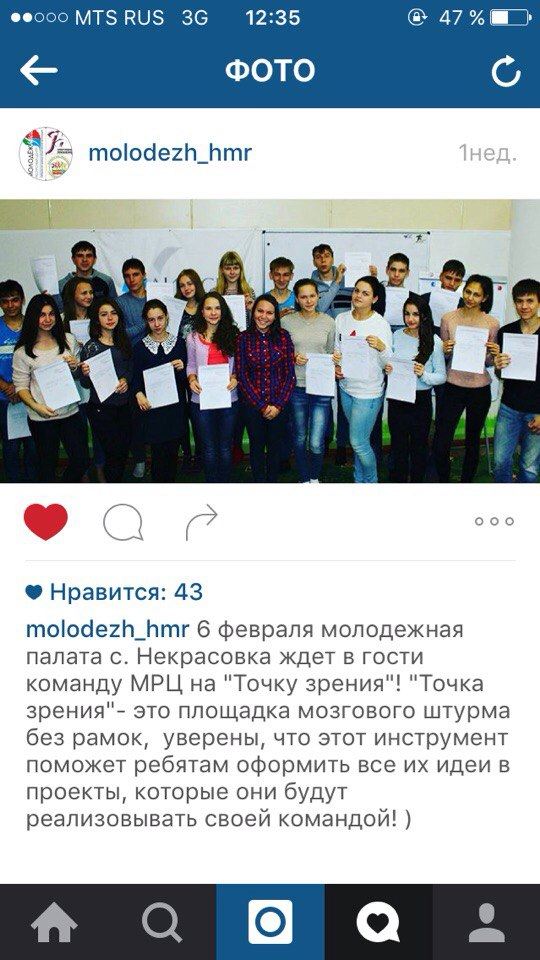 MTS RUS 3G 12:35 47 %
ФОТО
molodezh_hmr 1нед.
Нравится: 43
molodezh_hmr 6 февраля молодежная
палата с. Некрасовка ждет в гости
команду МРЦ на "Точку зрения"! "Точка
зрения"- это площадка мозгового штурма
без рамок, уверены, что этот инструмент
поможет ребятам оформить все их идеи в
проекты, которые они будут
реализовывать своей командой! )